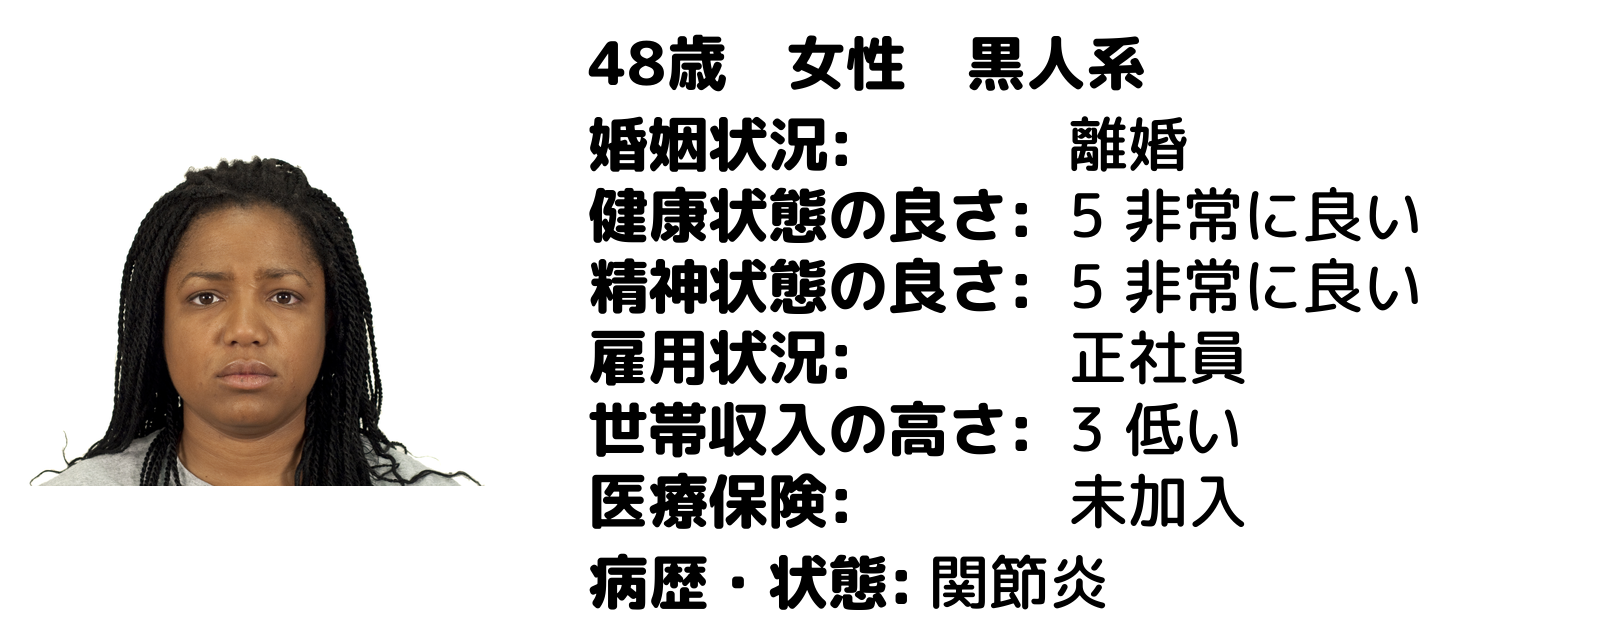 48歳　女性　黒人系
婚姻状況: 離婚
健康状態の良さ: 5 非常に良い
精神状態の良さ: 5 非常に良い
雇用状況: 正社員
世帯収入の高さ: 3 低い
医療保険: 未加入
病歴・状態: 関節炎